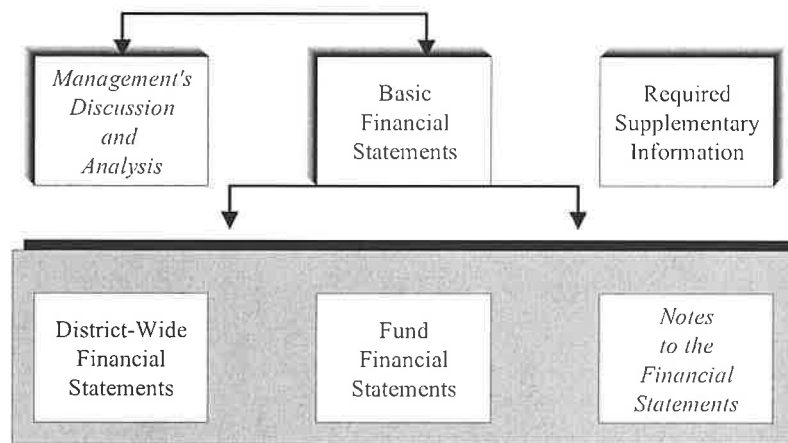 Management's
Discussion
and
Analysis
Basic
Financial
Statements
Required
Supplementary
Information
District-Wide
Financial
Statements
Fund
Financial
Statements
Notes
to the
Financial
Statements